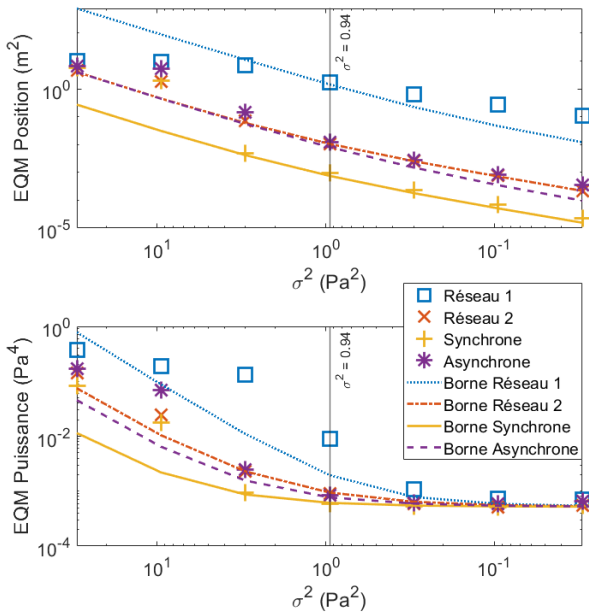 EQM Position (m²)
10⁰
10⁻⁵
σ² = 0.94
10¹
10⁰
10⁻¹
σ² (Pa²)
EQM Puissance (Pa⁴)
10⁰
10⁻²
10⁻⁴
σ² = 0.94
Réseau 1
Réseau 2
Synchrone
Asynchrone
Borne Réseau 1
Borne Réseau 2
Borne Synchrone
Borne Asynchrone
10¹
10⁰
10⁻¹
σ² (Pa²)